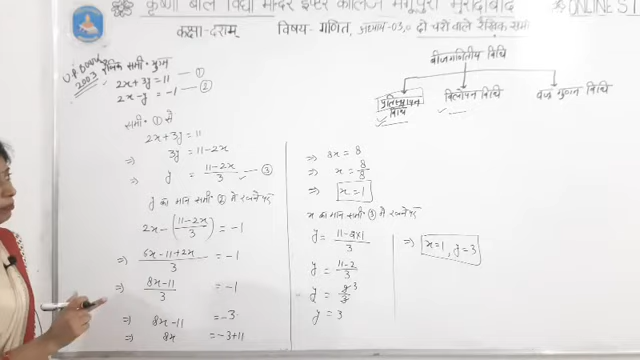 कृष्णा बाल विद्या मन्दिर इण्टर कॉलेज मुरादाबाद
ONLINE S
कक्षा-दशम् विषय-गणित, अध्याय-03, दो चरों वाले रैखिक समी
बीजगणितीय विधि
प्रतिस्थापन विधि
विलोपन विधि
वज्र गुणन विधि
U.P. Board 2003
रैखिक समी॰ युग्म
2x+3y=11 —①
2x-y=-1 —②
समी॰ ① से
2x+3y=11
⇒ 3y=11-2x
⇒ y=(11-2x)/3 —③
y का मान समी॰ ② में रखने पर
2x-((11-2x)/3)=-1
⇒ (6x-11+2x)/3 =-1
⇒ (8x-11)/3 =-1
⇒ 8x-11 =-3
⇒ 8x =-3+11
⇒ 8x=8
⇒ x=8/8
⇒ x=1
x का मान समी॰ ③ में रखने पर
y=(11-2×1)/3
y=(11-2)/3
y=9/3 3
y=3
⇒ x=1, y=3